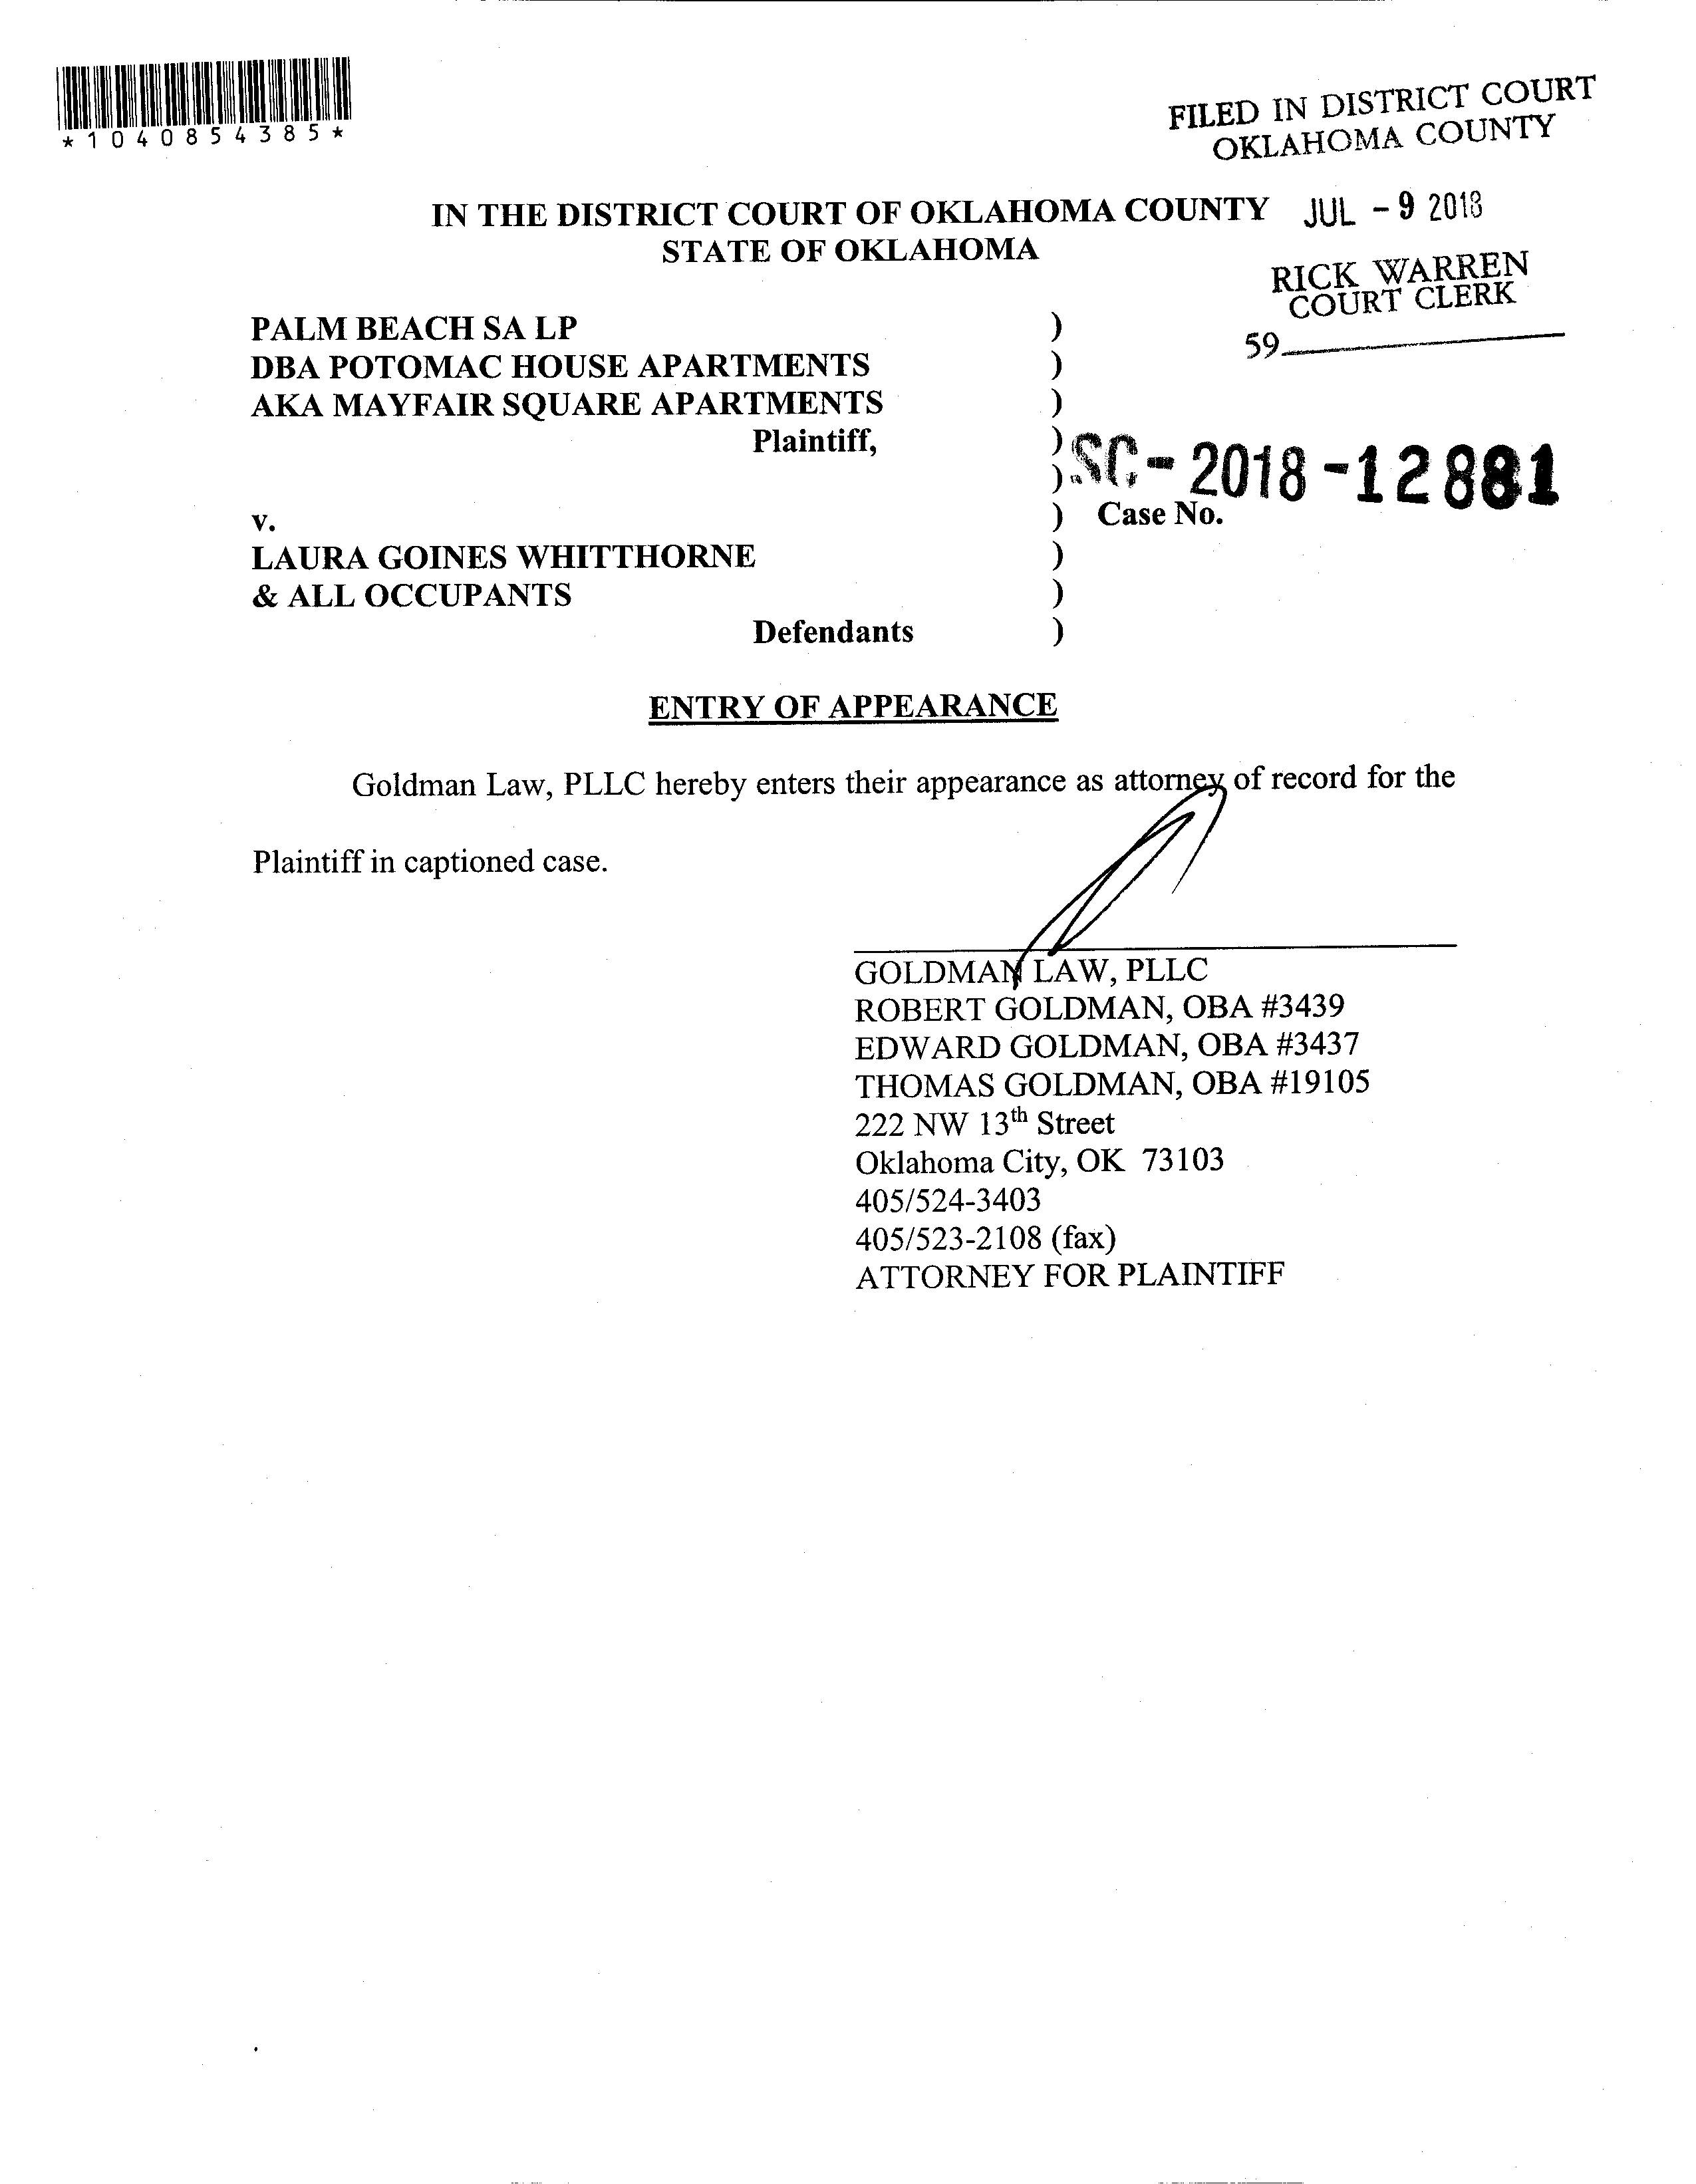 *1040854385*
FILED IN DISTRICT COURT
OKLAHOMA COUNTY
IN THE DISTRICT COURT OF OKLAHOMA COUNTY JUL - 9 2018
STATE OF OKLAHOMA
RICK WARREN
COURT CLERK
59
PALM BEACH SA LP )
DBA POTOMAC HOUSE APARTMENTS )
AKA MAYFAIR SQUARE APARTMENTS )
Plaintiff, )
) SC-2018-12881
v. ) Case No.
LAURA GOINES WHITTHORNE )
& ALL OCCUPANTS )
Defendants )
ENTRY OF APPEARANCE
Goldman Law, PLLC hereby enters their appearance as attorney of record for the
Plaintiff in captioned case.
GOLDMAN LAW, PLLC
ROBERT GOLDMAN, OBA #3439
EDWARD GOLDMAN, OBA #3437
THOMAS GOLDMAN, OBA #19105
222 NW 13th Street
Oklahoma City, OK 73103
405/524-3403
405/523-2108 (fax)
ATTORNEY FOR PLAINTIFF